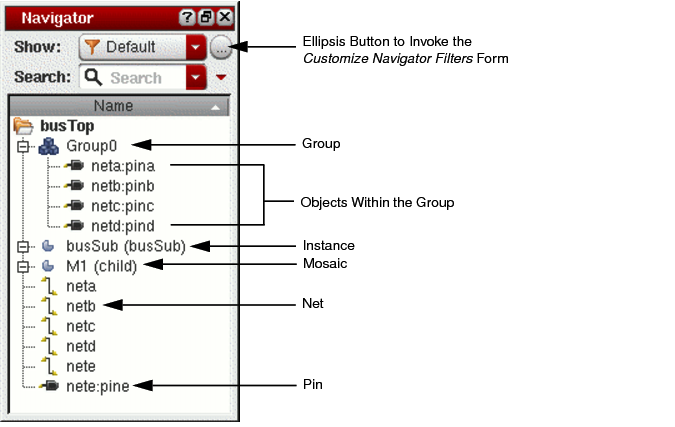 Navigator
Show: Default ...
Ellipsis Button to Invoke the
Customize Navigator Filters Form
Search: Search
Name
busTop
Group0
Group
neta:pina
netb:pinb
netc:pinc
netd:pind
Objects Within the Group
busSub (busSub)
Instance
M1 (child)
Mosaic
neta
netb
Net
netc
netd
nete
nete:pine
Pin